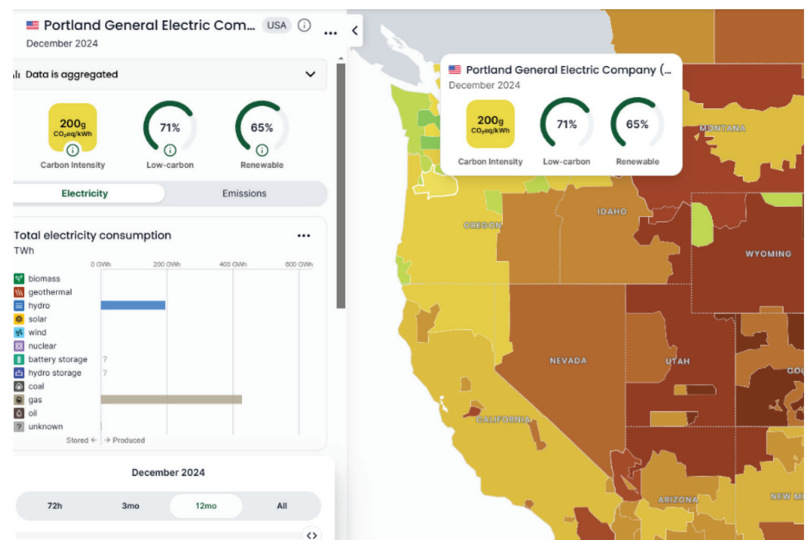 Portland General Electric Com... USA
December 2024
Data is aggregated
200g
CO₂eq/kWh
71%
65%
Carbon Intensity
Low-carbon
Renewable
Electricity
Emissions
Total electricity consumption
TWh
0 GWh
200 GWh
400 GWh
600 GWh
biomass
geothermal
hydro
solar
wind
nuclear
battery storage ?
hydro storage ?
coal
gas
oil
? unknown
Stored ← → Produced
December 2024
72h
3mo
12mo
All
Portland General Electric Company (...
December 2024
200g
CO₂eq/kWh
71%
65%
Carbon Intensity
Low-carbon
Renewable
MONTANA
OREGON
IDAHO
WYOMING
NEVADA
UTAH
COL
CALIFORNIA
ARIZONA
NEW M